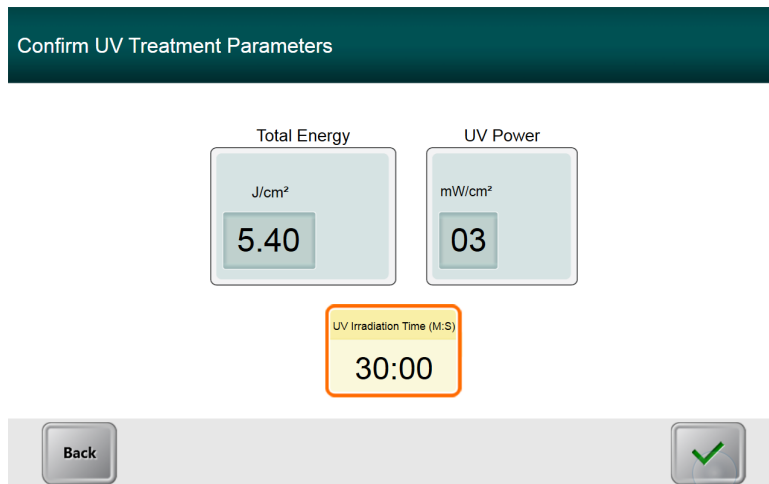 Confirm UV Treatment Parameters
Total Energy
UV Power
J/cm²
mW/cm²
5.40
03
UV Irradiation Time (M:S)
30:00
Back